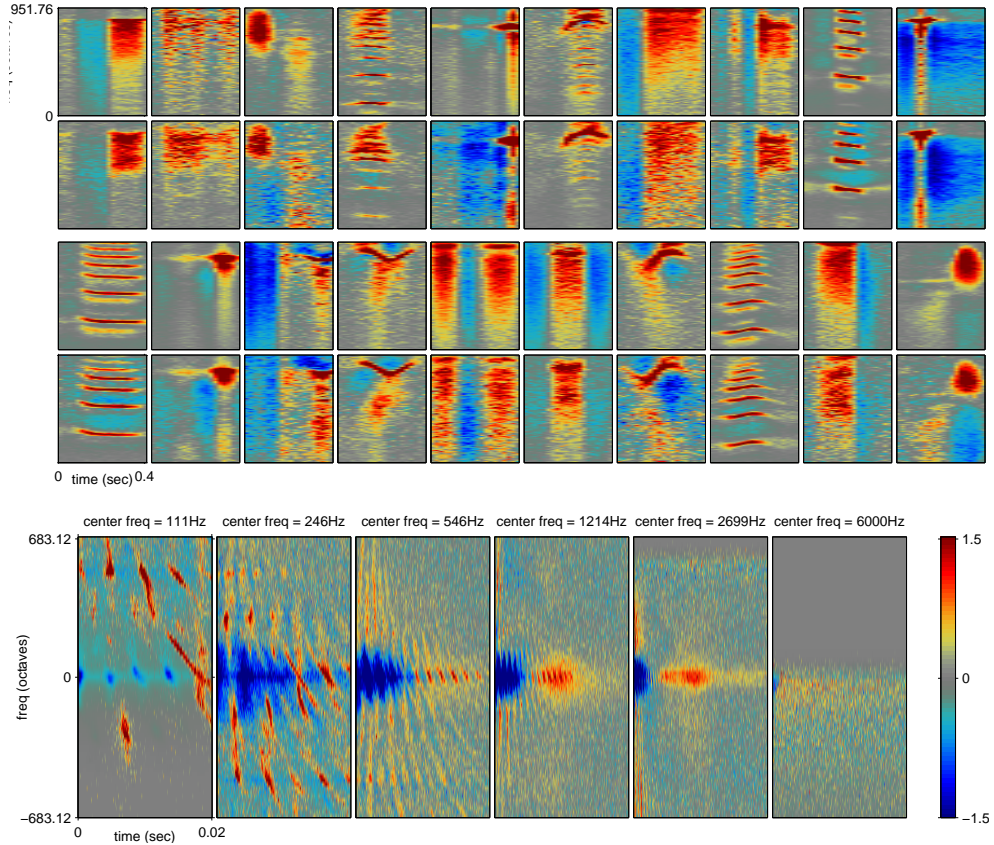 951.76
0
0 time (sec) 0.4
center freq = 111Hz center freq = 246Hz center freq = 546Hz center freq = 1214Hz center freq = 2699Hz center freq = 6000Hz
683.12
0
−683.12
freq (octaves)
0 0.02
time (sec)
1.5
0
−1.5